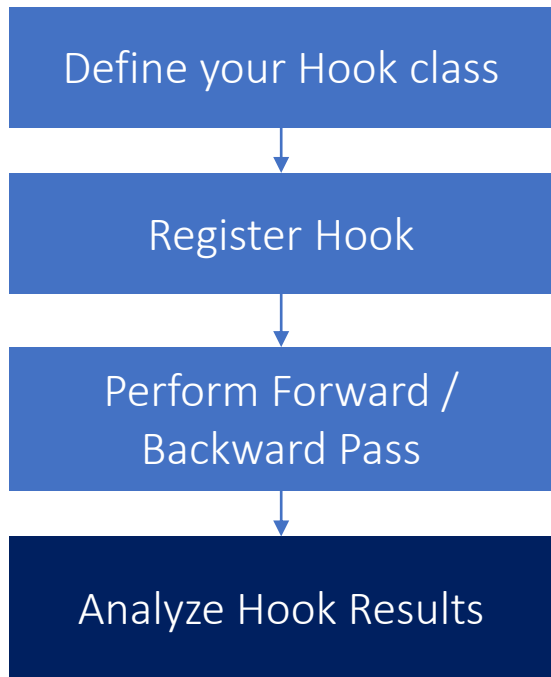 Define your Hook class
Register Hook
Perform Forward /
Backward Pass
Analyze Hook Results